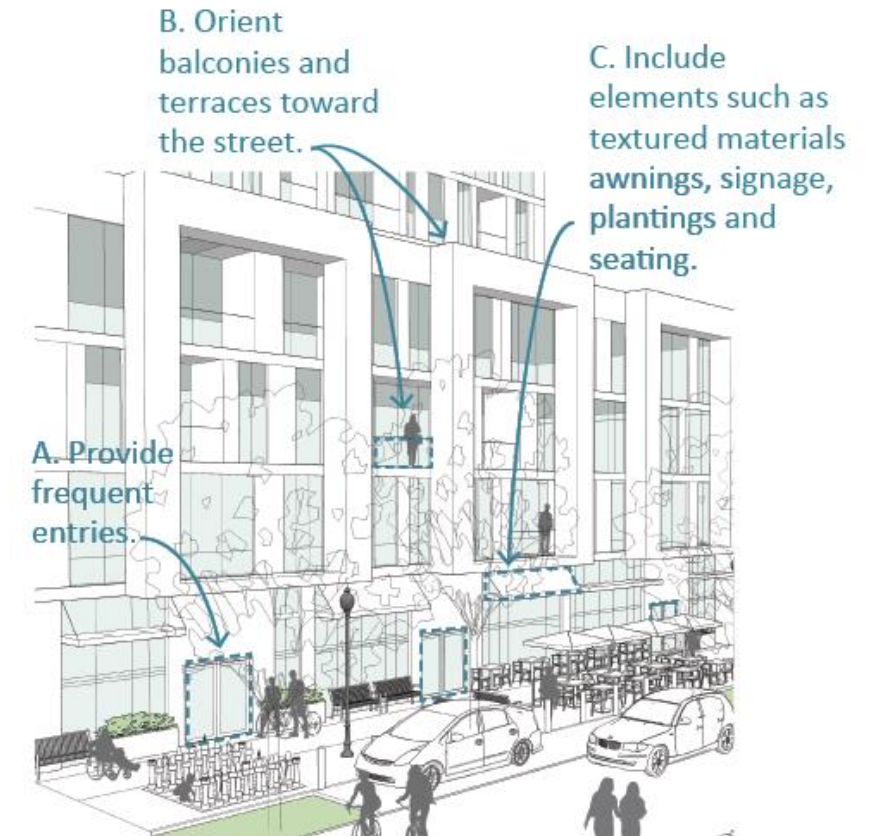 B. Orient
balconies and
terraces toward
the street.
C. Include
elements such as
textured materials
awnings, signage,
plantings and
seating.
A. Provide
frequent
entries.